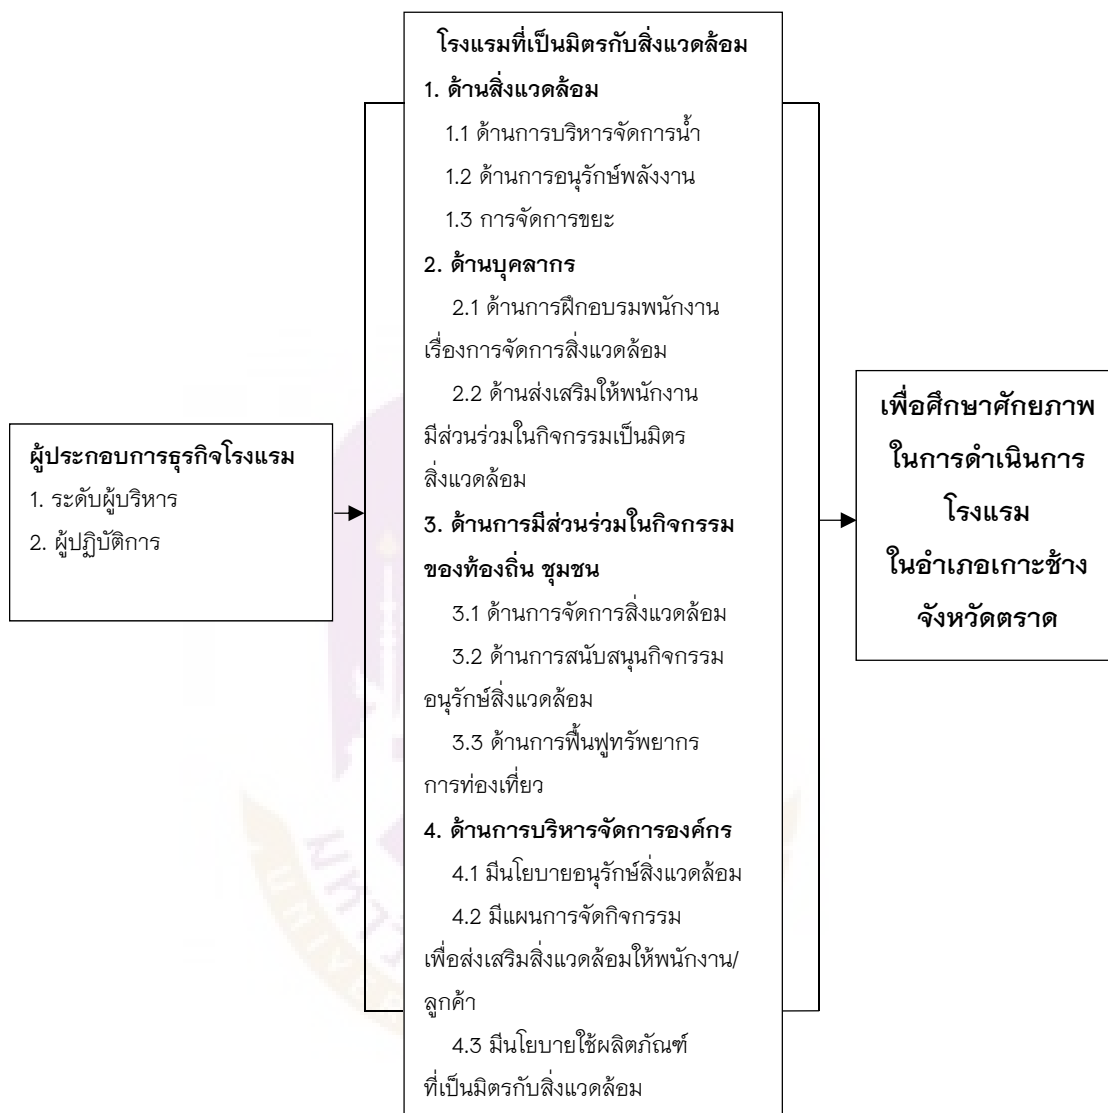 โรงแรมที่เป็นมิตรกับสิ่งแวดล้อม
1. ด้านสิ่งแวดล้อม
1.1 ด้านการบริหารจัดการน้ำ
1.2 ด้านการอนุรักษ์พลังงาน
1.3 การจัดการขยะ
2. ด้านบุคลากร
2.1 ด้านการฝึกอบรมพนักงาน
เรื่องการจัดการสิ่งแวดล้อม
2.2 ด้านส่งเสริมให้พนักงาน
มีส่วนร่วมในกิจกรรมเป็นมิตร
สิ่งแวดล้อม
3. ด้านการมีส่วนร่วมในกิจกรรม
ของท้องถิ่น ชุมชน
3.1 ด้านการจัดการสิ่งแวดล้อม
3.2 ด้านการสนับสนุนกิจกรรม
อนุรักษ์สิ่งแวดล้อม
3.3 ด้านการฟื้นฟูทรัพยากร
การท่องเที่ยว
4. ด้านการบริหารจัดการองค์กร
4.1 มีนโยบายอนุรักษ์สิ่งแวดล้อม
4.2 มีแผนการจัดกิจกรรม
เพื่อส่งเสริมสิ่งแวดล้อมให้พนักงาน/
ลูกค้า
4.3 มีนโยบายใช้ผลิตภัณฑ์
ที่เป็นมิตรกับสิ่งแวดล้อม
ผู้ประกอบการธุรกิจโรงแรม
1. ระดับผู้บริหาร
2. ผู้ปฏิบัติการ
เพื่อศึกษาศักยภาพ
ในการดำเนินการ
โรงแรม
ในอำเภอเกาะช้าง
จังหวัดตราด